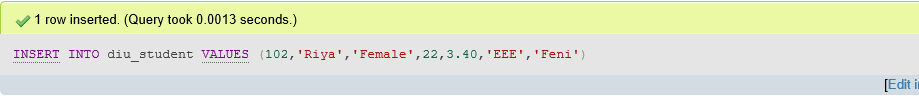 1 row inserted. (Query took 0.0013 seconds.)
INSERT INTO diu_student VALUES (102,'Riya','Female',22,3.40,'EEE','Feni')
[Edit in